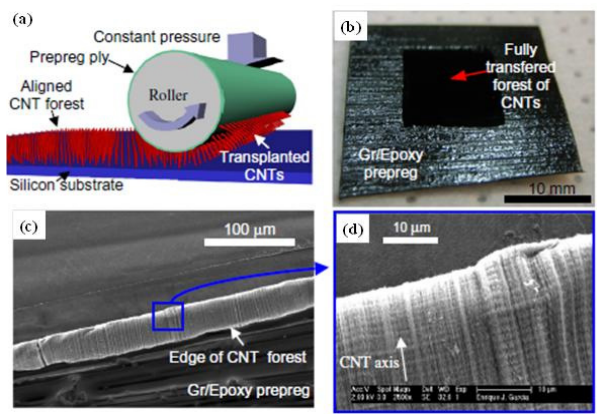 (a)
Constant pressure
Prepreg ply
Aligned
CNT forest
Roller
Transplanted
CNTs
Silicon substrate
(b)
Fully
transfered
forest of
CNTs
Gr/Epoxy
prepreg
10 mm
(c)
100 µm
Edge of CNT forest
Gr/Epoxy prepreg
(d)
10 µm
CNT axis
Acc.V Spot Magn Det WD Exp
2.00 kV 3.0 2500x SE 32.0 1
10 µm
Enrique J. Garcia